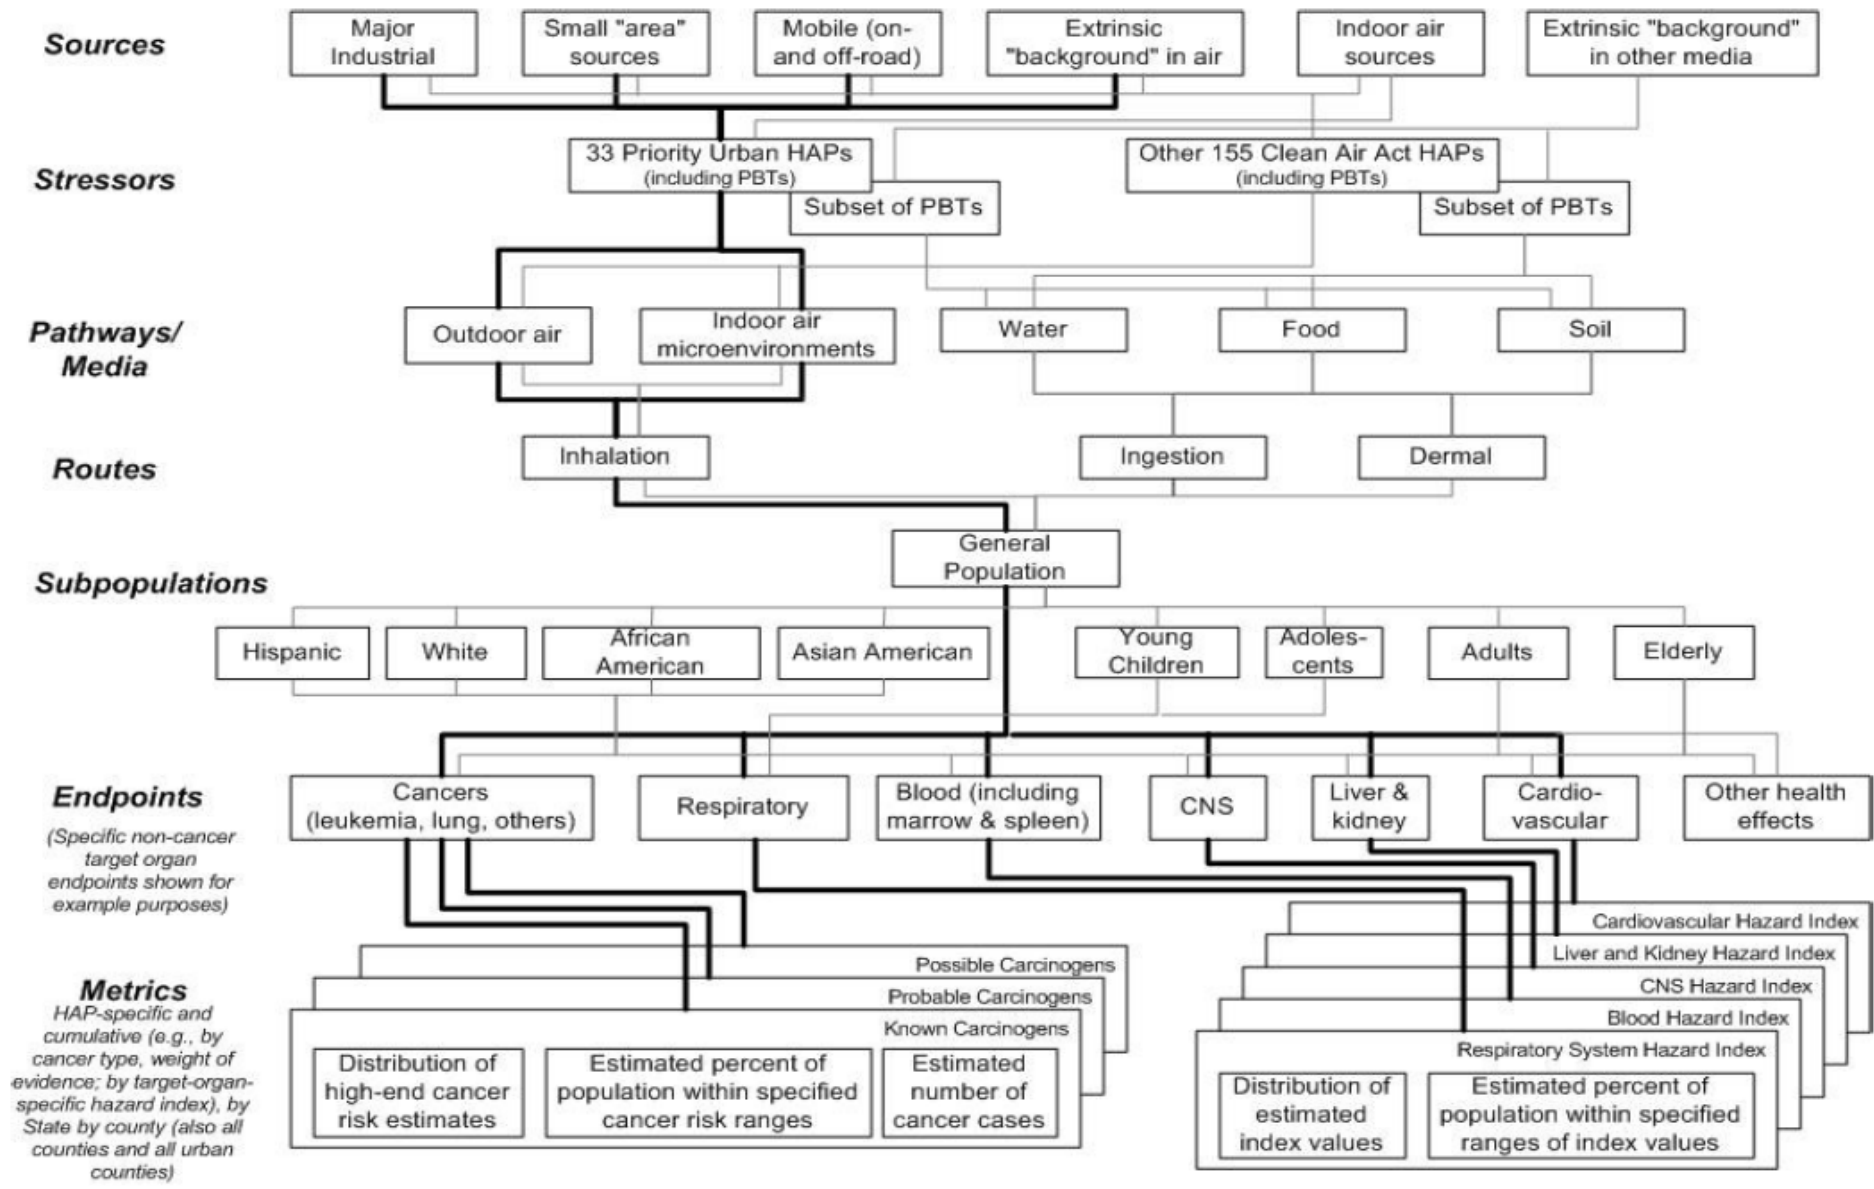 Sources
Major
Industrial
Small "area"
sources
Mobile (on-
and off-road)
Extrinsic
"background" in air
Indoor air
sources
Extrinsic "background"
in other media
Stressors
33 Priority Urban HAPs
(including PBTs)
Subset of PBTs
Other 155 Clean Air Act HAPs
(including PBTs)
Subset of PBTs
Pathways/
Media
Outdoor air
Indoor air
microenvironments
Water
Food
Soil
Routes
Inhalation
Ingestion
Dermal
Subpopulations
General
Population
Hispanic
White
African
American
Asian American
Young
Children
Adoles-
cents
Adults
Elderly
Endpoints
(Specific non-cancer
target organ
endpoints shown for
example purposes)
Cancers
(leukemia, lung, others)
Respiratory
Blood (including
marrow & spleen)
CNS
Liver &
kidney
Cardio-
vascular
Other health
effects
Metrics
HAP-specific and
cumulative (e.g., by
cancer type, weight of
evidence; by target-organ-
specific hazard index), by
State by county (also all
counties and all urban
counties)
Possible Carcinogens
Probable Carcinogens
Known Carcinogens
Distribution of
high-end cancer
risk estimates
Estimated percent of
population within specified
cancer risk ranges
Estimated
number of
cancer cases
Cardiovascular Hazard Index
Liver and Kidney Hazard Index
CNS Hazard Index
Blood Hazard Index
Respiratory System Hazard Index
Distribution of
estimated
index values
Estimated percent of
population within specified
ranges of index values